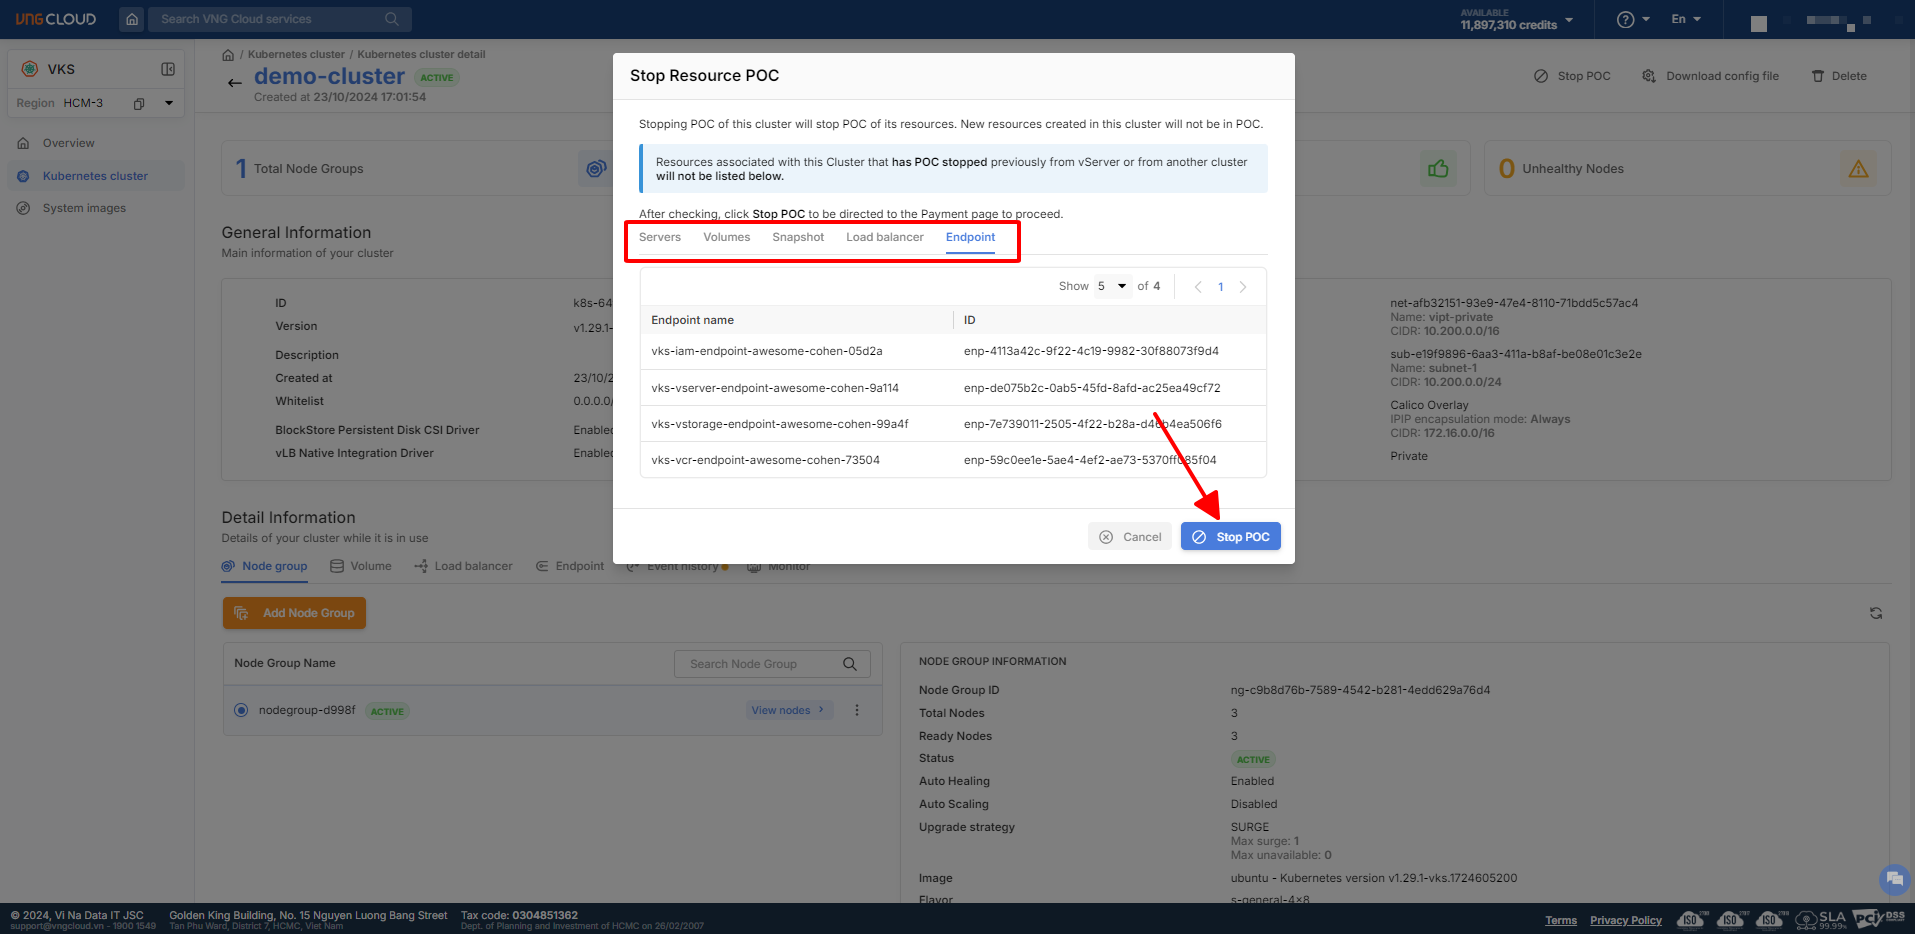 VNGCLOUD
Search VNG Cloud services
AVAILABLE
11,897,310 credits
En
VKS
Region HCM-3
Overview
Kubernetes cluster
System images
/ Kubernetes cluster / Kubernetes cluster detail
demo-cluster ACTIVE
Created at 23/10/2024 17:01:54
Stop POC
Download config file
Delete
1 Total Node Groups
0 Unhealthy Nodes
General Information
Main information of your cluster
ID
k8s-64
Version
v1.29.1-
Description
Created at
23/10/2
Whitelist
0.0.0.0/
BlockStore Persistent Disk CSI Driver
Enable
vLB Native Integration Driver
Enable
net-afb32151-93e9-47e4-8110-71bdd5c57ac4
Name: vipt-private
CIDR: 10.200.0.0/16
sub-e19f9896-6aa3-411a-b8af-be08e01c3e2e
Name: subnet-1
CIDR: 10.200.0.0/24
Calico Overlay
IPIP encapsulation mode: Always
CIDR: 172.16.0.0/16
Private
Stop Resource POC
Stopping POC of this cluster will stop POC of its resources. New resources created in this cluster will not be in POC.
Resources associated with this Cluster that has POC stopped previously from vServer or from another cluster
will not be listed below.
After checking, click Stop POC to be directed to the Payment page to proceed.
Servers Volumes Snapshot Load balancer Endpoint
Show 5 of 4 1
Endpoint name ID
vks-iam-endpoint-awesome-cohen-05d2a enp-4113a42c-9f22-4c19-9982-30f88073f9d4
vks-vserver-endpoint-awesome-cohen-9a114 enp-de075b2c-0ab5-45fd-8afd-ac25ea49cf72
vks-vstorage-endpoint-awesome-cohen-99a4f enp-7e739011-2505-4f22-b28a-d46b4ea506f6
vks-vcr-endpoint-awesome-cohen-73504
Cancel
Stop POC
Detail Information
Details of your cluster while it is in use
Node group Volume Load balancer Endpoint Event history Monitor
Add Node Group
Node Group Name
Search Node Group
nodegroup-d998f ACTIVE View nodes
NODE GROUP INFORMATION
Node Group ID ng-c9b8d76b-7589-4542-b281-4edd629a76d4
Total Nodes 3
Ready Nodes 3
Status ACTIVE
Auto Healing Enabled
Auto Scaling Disabled
Upgrade strategy SURGE
Max surge: 1
Max unavailable: 0
Image ubuntu - Kubernetes version v1.29.1-vks.1724605200
Flavor s-general-4x8
© 2024, Vi Na Data IT JSC
support@vngcloud.vn - 1900 1549
Golden King Building, No. 15 Nguyen Luong Bang Street
Tan Phu Ward, District 7, HCMC, Viet Nam
Tax code: 0304851362
Dept. of Planning and Investment of HCMC on 26/02/2007
Terms
Privacy Policy
ISO
ISO
ISO
SLA
99.99%
PCI DSS